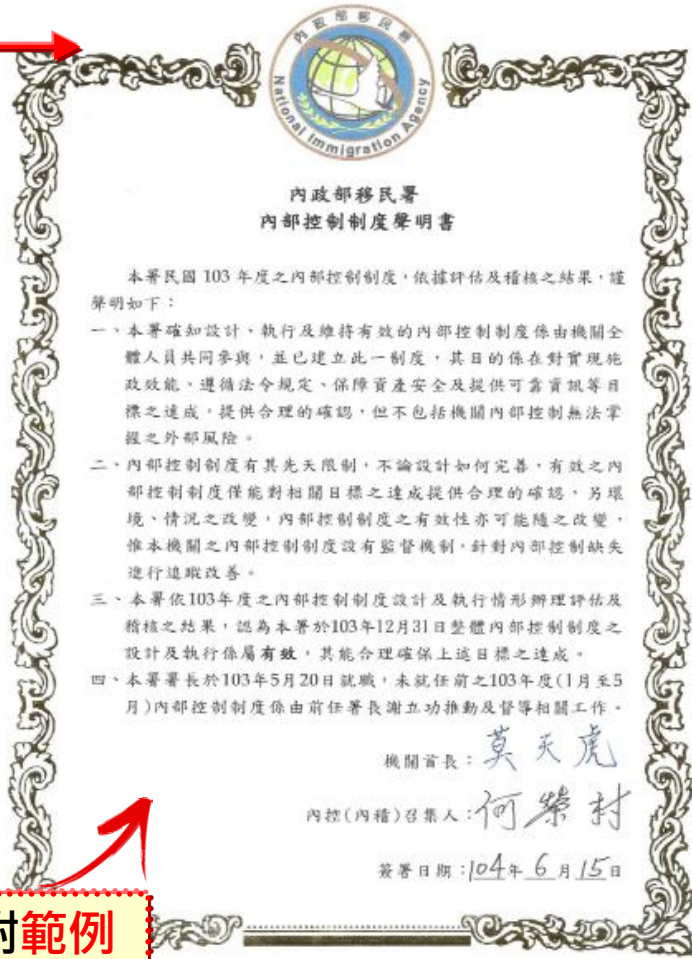 內政部移民署
National Immigration Agency
內政部移民署
內部控制制度聲明書
本署民國 103 年度之內部控制制度，依據評估及稽核之結果，謹
聲明如下：
一、本署確知設計、執行及維持有效的內部控制制度係由機關全
體人員共同參與，並已建立此一制度，其目的係在對實現施
政效能、遵循法令規定、保障資產安全及提供可靠資訊等目
標之達成，提供合理的確認，但不包括機關內部控制無法掌
握之外部風險。
二、內部控制制度有其先天限制，不論設計如何完善，有效之內
部控制制度僅能對相關目標之達成提供合理的確認，另環
境、情況之改變，內部控制制度之有效性亦可能隨之改變，
惟本機關之內部控制制度設有監督機制，針對內部控制缺失
進行追蹤改善。
三、本署依103年度之內部控制制度設計及執行情形辦理評估及
稽核之結果，認為本署於103年12月31日整體內部控制制度之
設計及執行係屬有效，其能合理確保上述目標之達成。
四、本署署長於103年5月20日就職，未就任前之103年度(1月至5
月)內部控制制度係由前任署長謝立功推動及督導相關工作。
機關首長：莫天虎
內控(內稽)召集人：何榮村
簽署日期：104年 6 月 15日
附範例